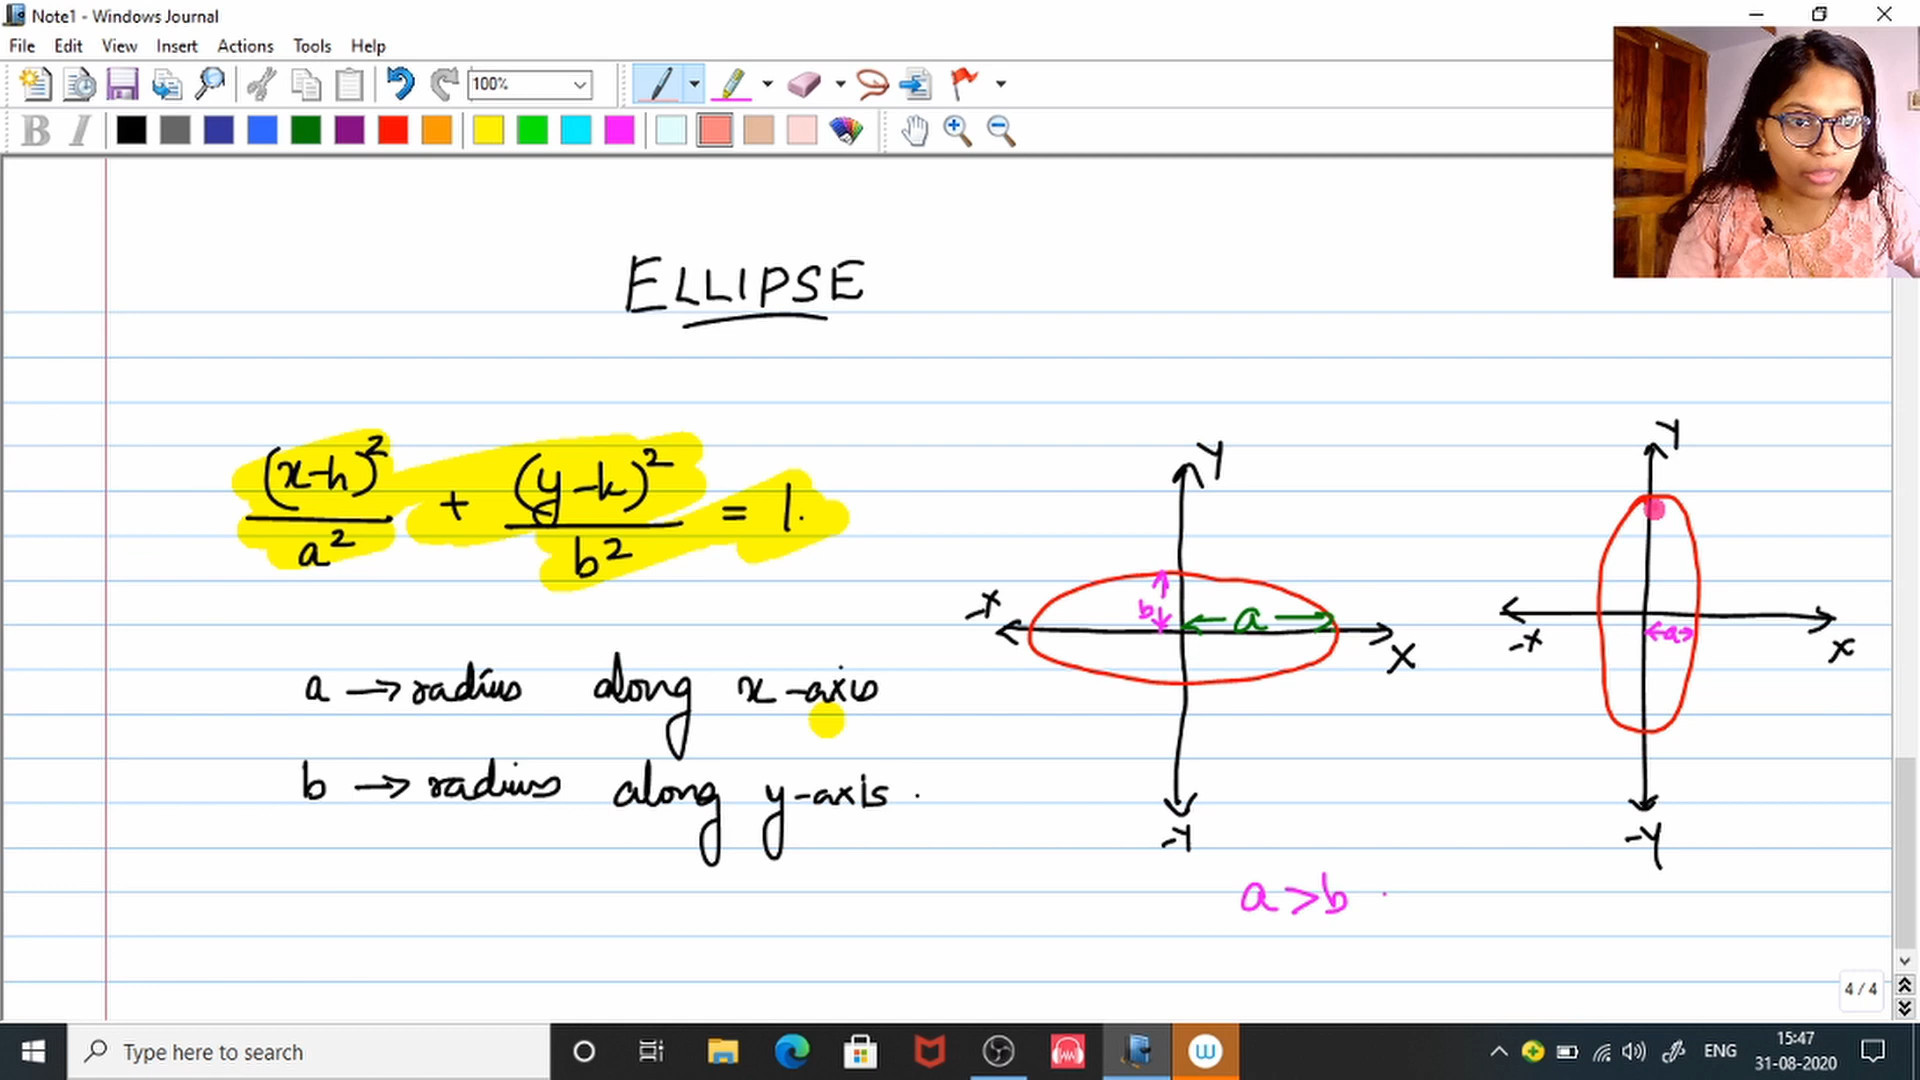 Note1 - Windows Journal
File Edit View Insert Actions Tools Help
100%
B I
ELLIPSE
(x-h)² / a² + (y-k)² / b² = 1.
a → radius along x-axis
b → radius along y-axis.
Y
-X
b
a
X
-Y
a > b
Y
-X
a
X
-Y
4 / 4
Type here to search
W
ENG
15:47
31-08-2020